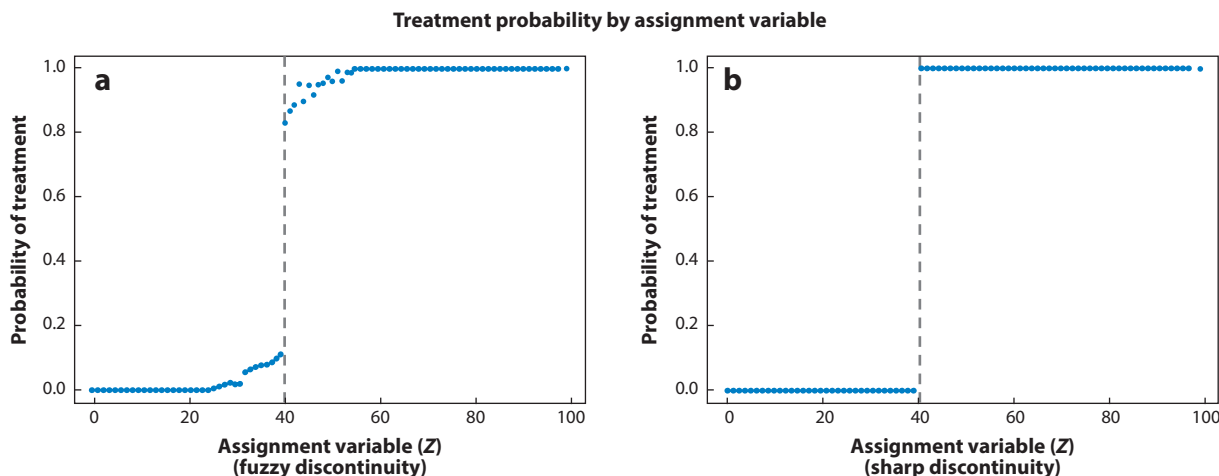 Treatment probability by assignment variable
a
1.0
0.8
0.6
0.4
0.2
0.0
Probability of treatment
0 20 40 60 80 100
Assignment variable (Z)
(fuzzy discontinuity)
b
1.0
0.8
0.6
0.4
0.2
0.0
Probability of treatment
0 20 40 60 80 100
Assignment variable (Z)
(sharp discontinuity)